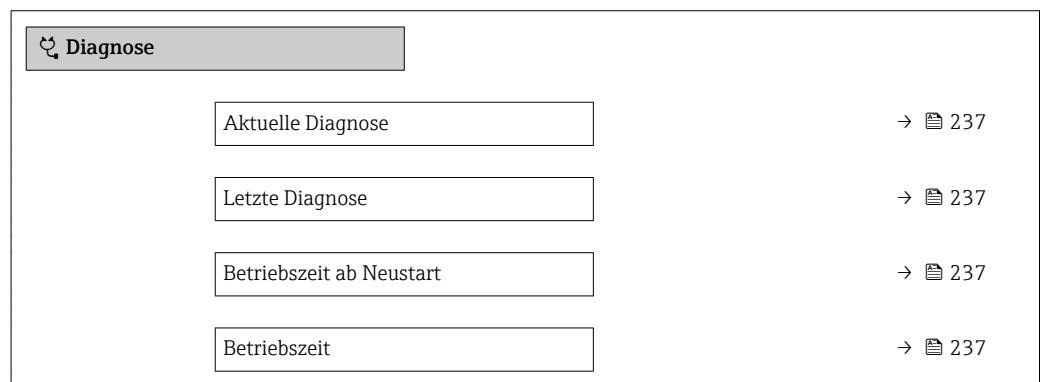 Diagnose
Aktuelle Diagnose → 237
Letzte Diagnose → 237
Betriebszeit ab Neustart → 237
Betriebszeit → 237